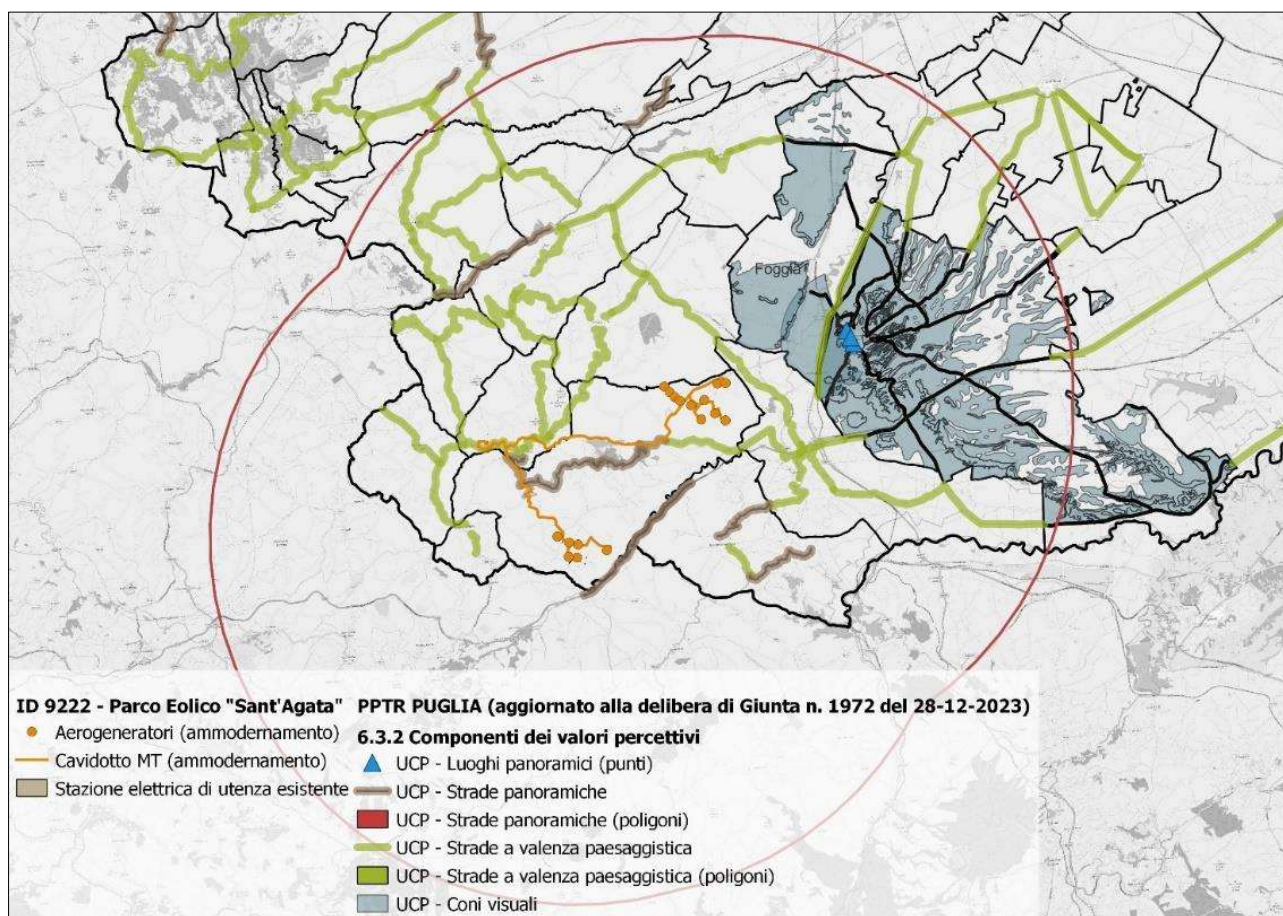 Foggia
ID 9222 - Parco Eolico "Sant'Agata"
Aerogeneratori (ammodernamento)
Cavidotto MT (ammodernamento)
Stazione elettrica di utenza esistente
PPTR PUGLIA (aggiornato alla delibera di Giunta n. 1972 del 28-12-2023)
6.3.2 Componenti dei valori percettivi
UCP - Luoghi panoramici (punti)
UCP - Strade panoramiche
UCP - Strade panoramiche (poligoni)
UCP - Strade a valenza paesaggistica
UCP - Strade a valenza paesaggistica (poligoni)
UCP - Coni visuali